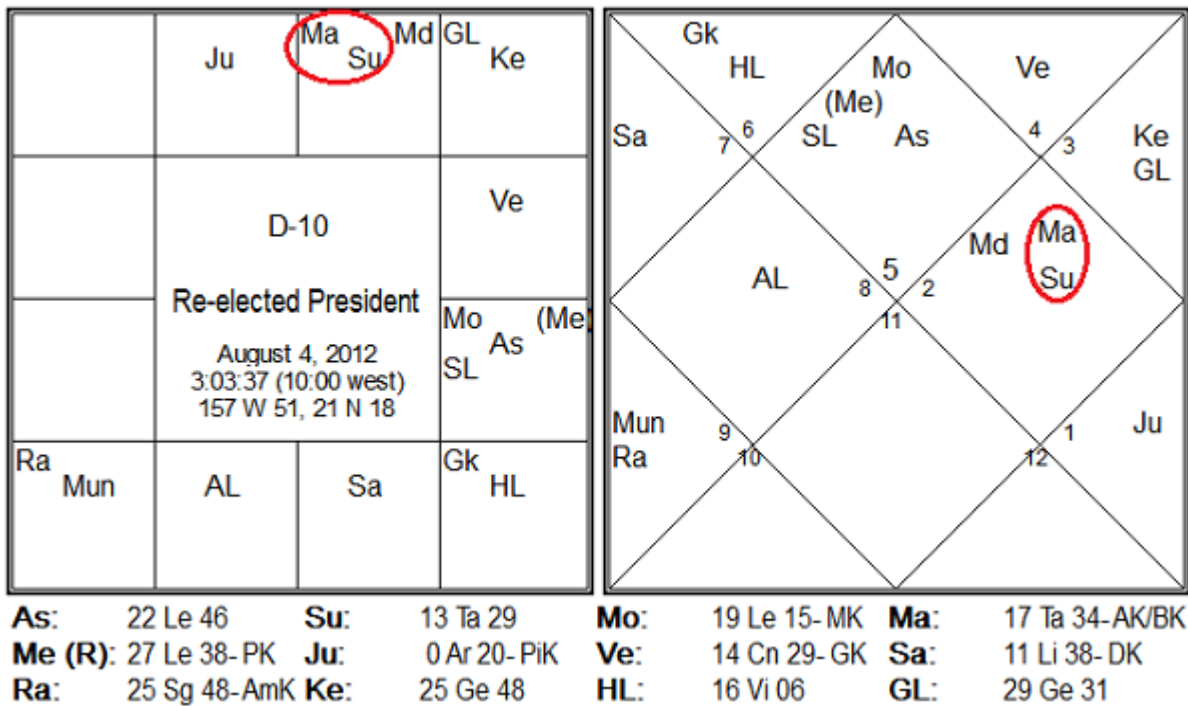 Ju
Ma Md
Su
GL
Ke
Ve
D-10
Re-elected President
August 4, 2012
3:03:37 (10:00 west)
157 W 51, 21 N 18
Mo (Me)
As
SL
Ra
Mun
AL
Sa
Gk
HL
Gk
HL
Mo
(Me)
SL As
Ve
Sa
6
7
4
3
Ke
GL
Ma
Md
Su
AL
5
8 2
11
Mun
Ra
9
10
1
12
Ju
As: 22 Le 46 Su: 13 Ta 29 Mo: 19 Le 15- MK Ma: 17 Ta 34-AK/BK
Me (R): 27 Le 38- PK Ju: 0 Ar 20- PiK Ve: 14 Cn 29- GK Sa: 11 Li 38- DK
Ra: 25 Sg 48-AmK Ke: 25 Ge 48 HL: 16 Vi 06 GL: 29 Ge 31